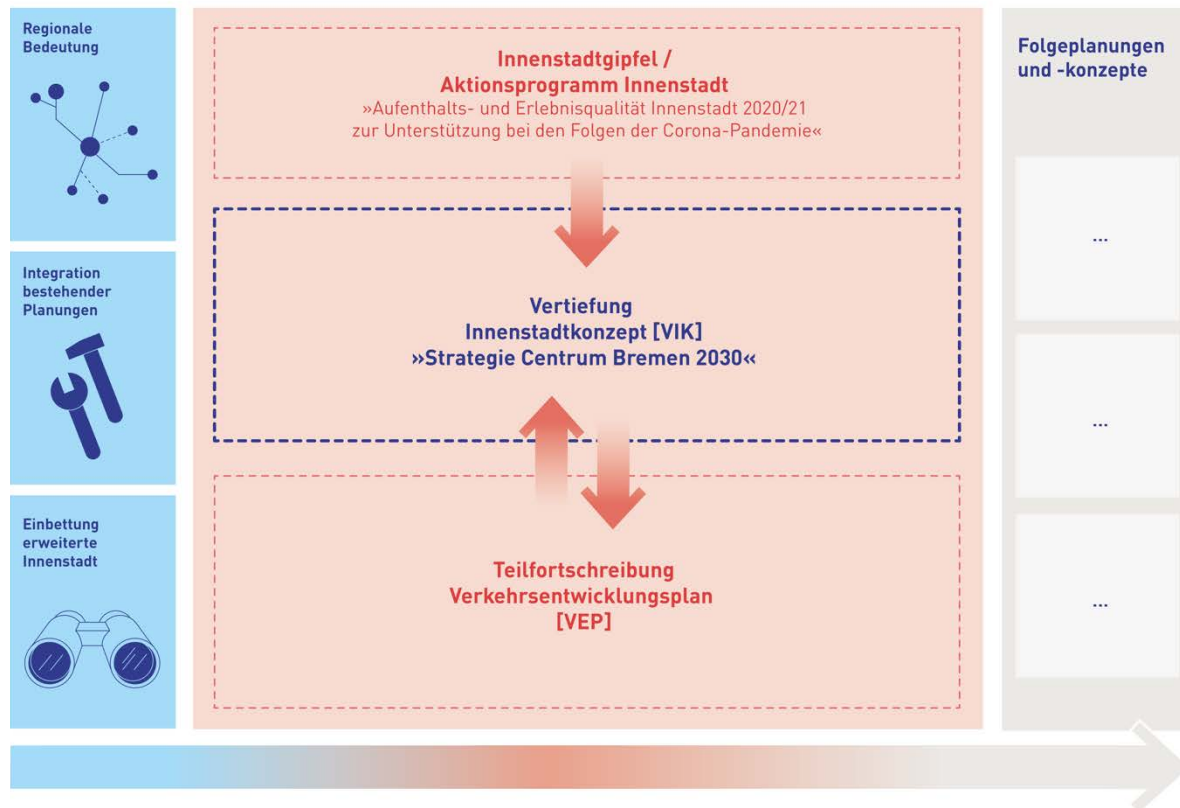 Regionale
Bedeutung
Integration
bestehender
Planungen
Einbettung
erweiterte
Innenstadt
Innenstadtgipfel /
Aktionsprogramm Innenstadt
»Aufenthalts- und Erlebnisqualität Innenstadt 2020/21
zur Unterstützung bei den Folgen der Corona-Pandemie«
Vertiefung
Innenstadtkonzept [VIK]
»Strategie Centrum Bremen 2030«
Teilfortschreibung
Verkehrsentwicklungsplan
[VEP]
Folgeplanungen
und -konzepte
...
...
...